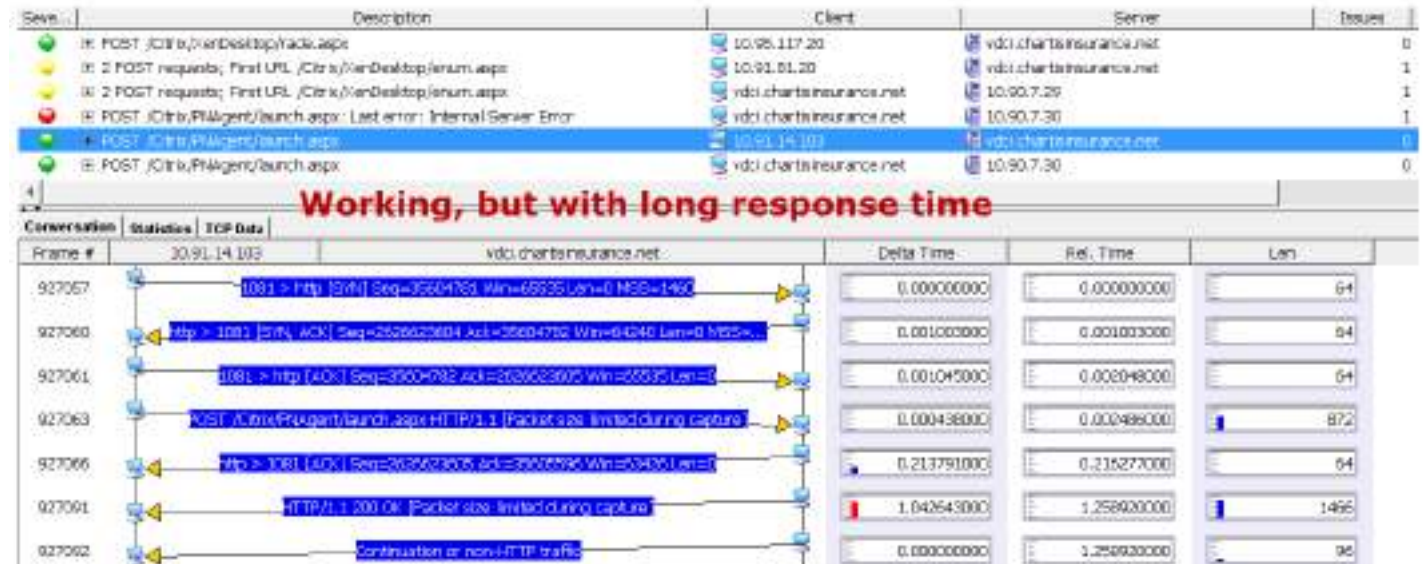 Seve... Description Client Server Issues
POST /Citrix/XenDesktop/radie.aspx 10.95.117.20 vdci.chartisinsurance.net 0
2 POST requests; First URL /Citrix/XenDesktop/enum.aspx 10.91.81.20 vdci.chartisinsurance.net 1
2 POST requests; First URL /Citrix/XenDesktop/enum.aspx vdci.chartisinsurance.net 10.90.7.29 1
POST /Citrix/PNAgent/launch.aspx: Last error: Internal Server Error vdci.chartisinsurance.net 10.90.7.30 1
POST /Citrix/PNAgent/launch.aspx 10.91.14.103 vdci.chartisinsurance.net 0
POST /Citrix/PNAgent/launch.aspx vdci.chartisinsurance.net 10.90.7.30 0
Working, but with long response time
Conversation Statistics TCP Data
Frame # 10.91.14.103 vdci.chartisinsurance.net Delta Time Rel. Time Len
927057 1081 > http [SYN] Seq=35604781 Win=65535 Len=0 MSS=1460 0.000000000 0.000000000 64
927060 http > 1081 [SYN, ACK] Seq=2626623604 Ack=35604782 Win=64240 Len=0 MSS=... 0.001003000 0.001003000 64
927061 1081 > http [ACK] Seq=35604782 Ack=2626623605 Win=65535 Len=0 0.001045000 0.002048000 64
927063 POST /Citrix/PNAgent/launch.aspx HTTP/1.1 [Packet size limited during capture] 0.000438000 0.002486000 872
927066 http > 1081 [ACK] Seq=2626623605 Ack=35605596 Win=63426 Len=0 0.213791000 0.216277000 64
927091 HTTP/1.1 200 OK [Packet size limited during capture] 1.042643000 1.258920000 1466
927092 Continuation or non-HTTP traffic 0.000000000 1.258920000 96